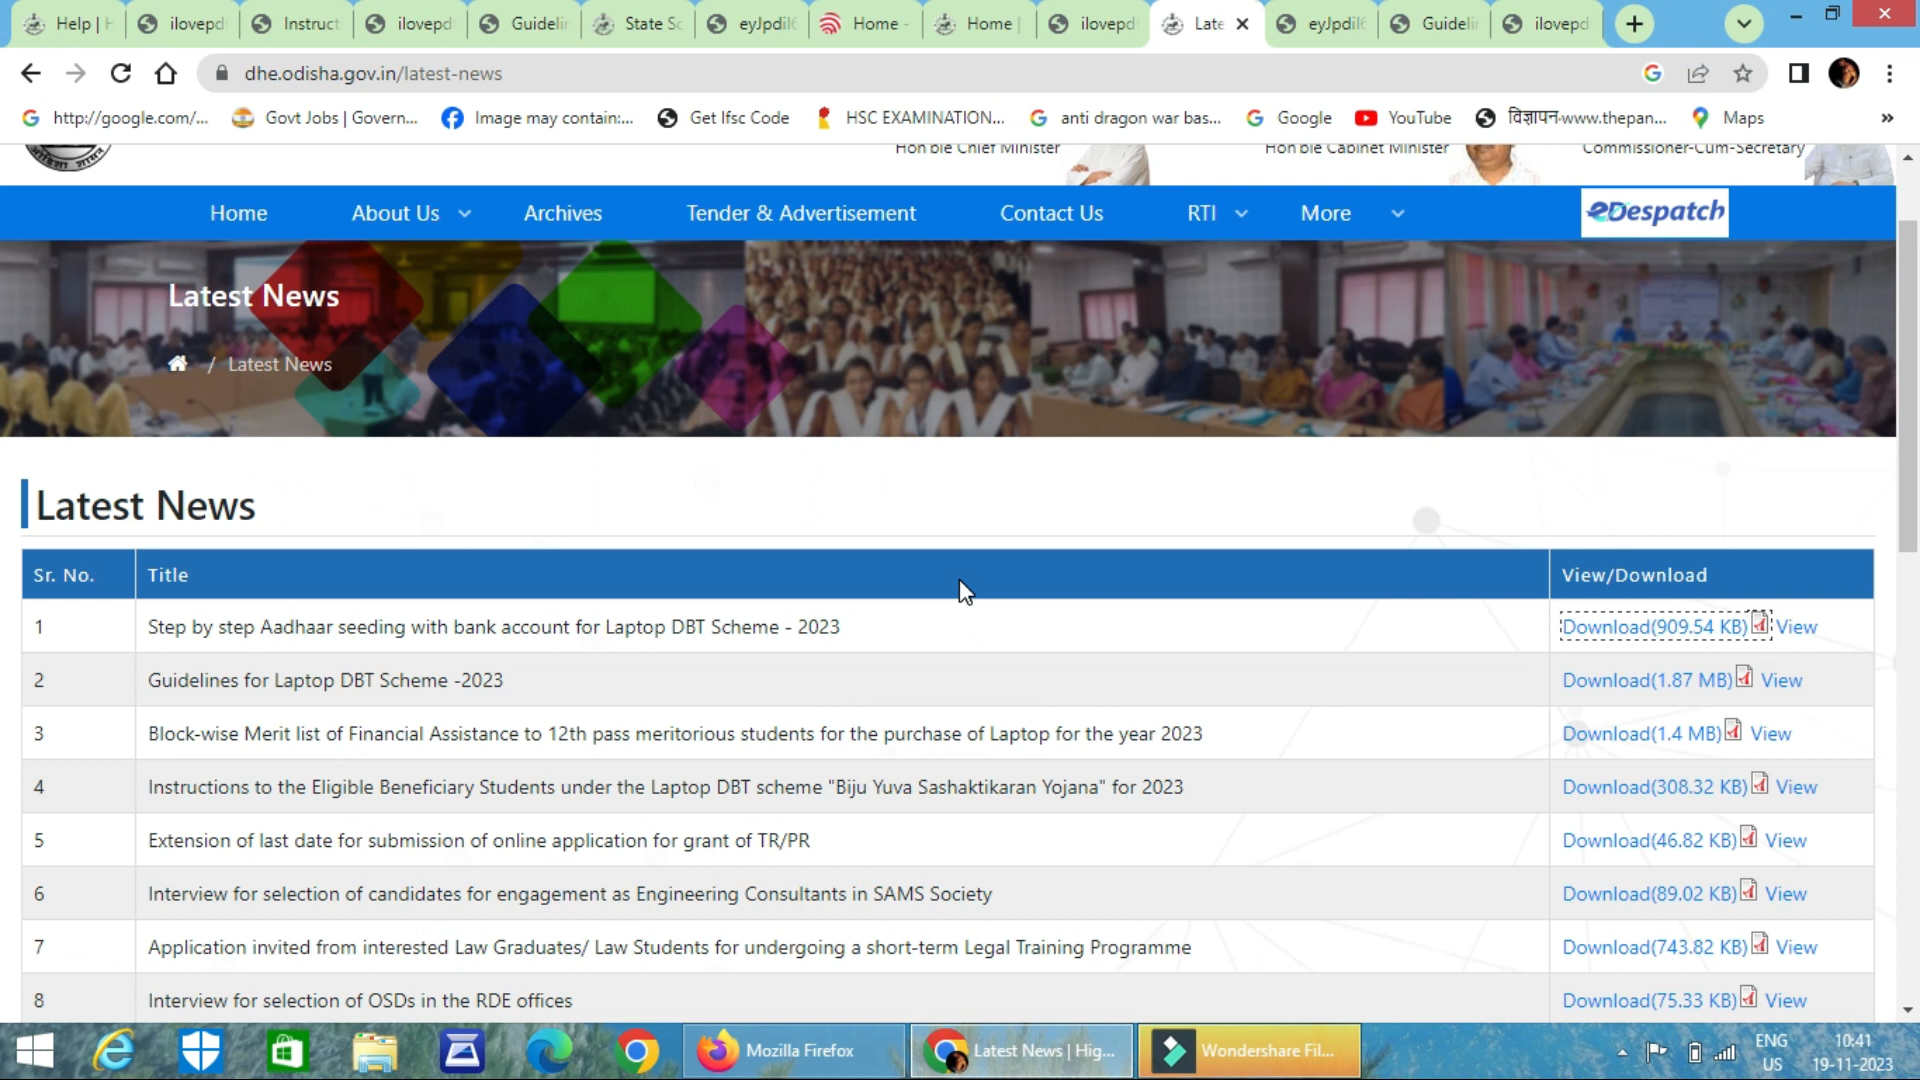 Help | H
ilovepd
Instruct
ilovepd
Guidelin
State Sc
eyJpdil6
Home -
Home |
ilovepd
Late
eyJpdil6
Guidelin
ilovepd
dhe.odisha.gov.in/latest-news
http://google.com/...
Govt Jobs | Govern...
Image may contain:...
Get Ifsc Code
HSC EXAMINATION...
anti dragon war bas...
Google
YouTube
विज्ञापन-www.thepan...
Maps
»
Hon'ble Chief Minister
Hon'ble Cabinet Minister
Commissioner-Cum-Secretary
Home
About Us
Archives
Tender & Advertisement
Contact Us
RTI
More
eDespatch
Latest News
/ Latest News
Latest News
Sr. No. Title View/Download
1 Step by step Aadhaar seeding with bank account for Laptop DBT Scheme - 2023 Download(909.54 KB) View
2 Guidelines for Laptop DBT Scheme -2023 Download(1.87 MB) View
3 Block-wise Merit list of Financial Assistance to 12th pass meritorious students for the purchase of Laptop for the year 2023 Download(1.4 MB) View
4 Instructions to the Eligible Beneficiary Students under the Laptop DBT scheme "Biju Yuva Sashaktikaran Yojana" for 2023 Download(308.32 KB) View
5 Extension of last date for submission of online application for grant of TR/PR Download(46.82 KB) View
6 Interview for selection of candidates for engagement as Engineering Consultants in SAMS Society Download(89.02 KB) View
7 Application invited from interested Law Graduates/ Law Students for undergoing a short-term Legal Training Programme Download(743.82 KB) View
8 Interview for selection of OSDs in the RDE offices Download(75.33 KB) View
Mozilla Firefox
Latest News | Hig...
Wondershare Fil...
ENG
US
10:41
19-11-2023